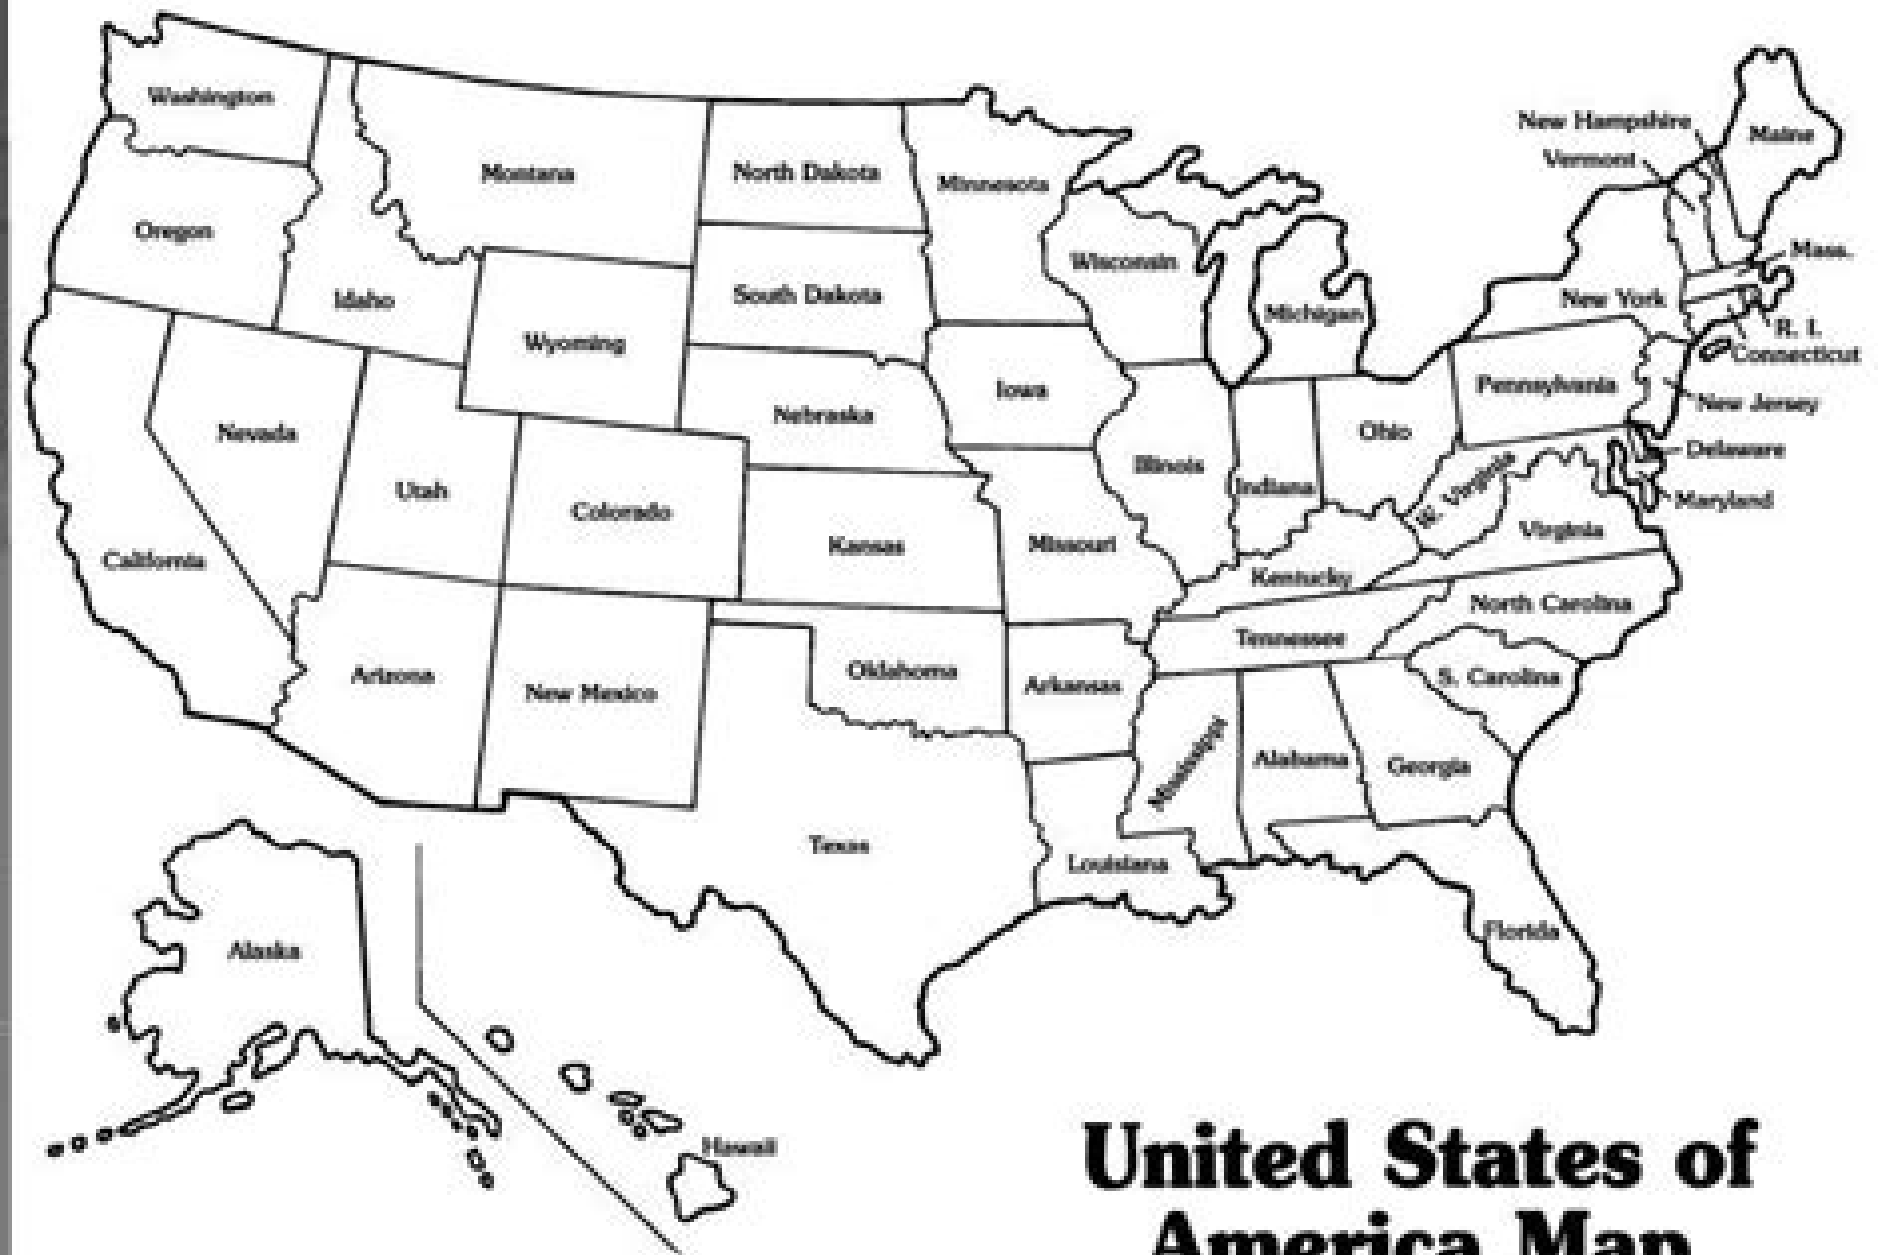 Washington
Montana
North Dakota
Minnesota
New Hampshire
Vermont
Maine
Oregon
Idaho
Wyoming
South Dakota
Wisconsin
Michigan
New York
Mass.
R. I.
Connecticut
Nevada
Utah
Colorado
Nebraska
Iowa
Illinois
Indiana
Ohio
Pennsylvania
New Jersey
Delaware
Maryland
California
Kansas
Missouri
Kentucky
W. Virginia
Virginia
North Carolina
Arizona
New Mexico
Oklahoma
Arkansas
Tennessee
S. Carolina
Mississippi
Alabama
Georgia
Texas
Louisiana
Florida
Alaska
Hawaii
United States of
America Map